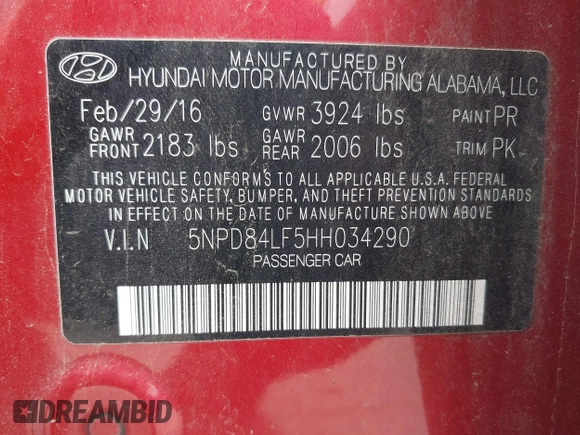 MANUFACTURED BY
HYUNDAI MOTOR MANUFACTURING ALABAMA, LLC
Feb/29/16 GVWR 3924 lbs PAINT PR
GAWR FRONT 2183 lbs GAWR REAR 2006 lbs TRIM PK
THIS VEHICLE CONFORMS TO ALL APPLICABLE U.S.A. FEDERAL
MOTOR VEHICLE SAFETY, BUMPER, AND THEFT PREVENTION STANDARDS
IN EFFECT ON THE DATE OF MANUFACTURE SHOWN ABOVE.
V.I.N 5NPD84LF5HH034290
PASSENGER CAR
DREAMBID